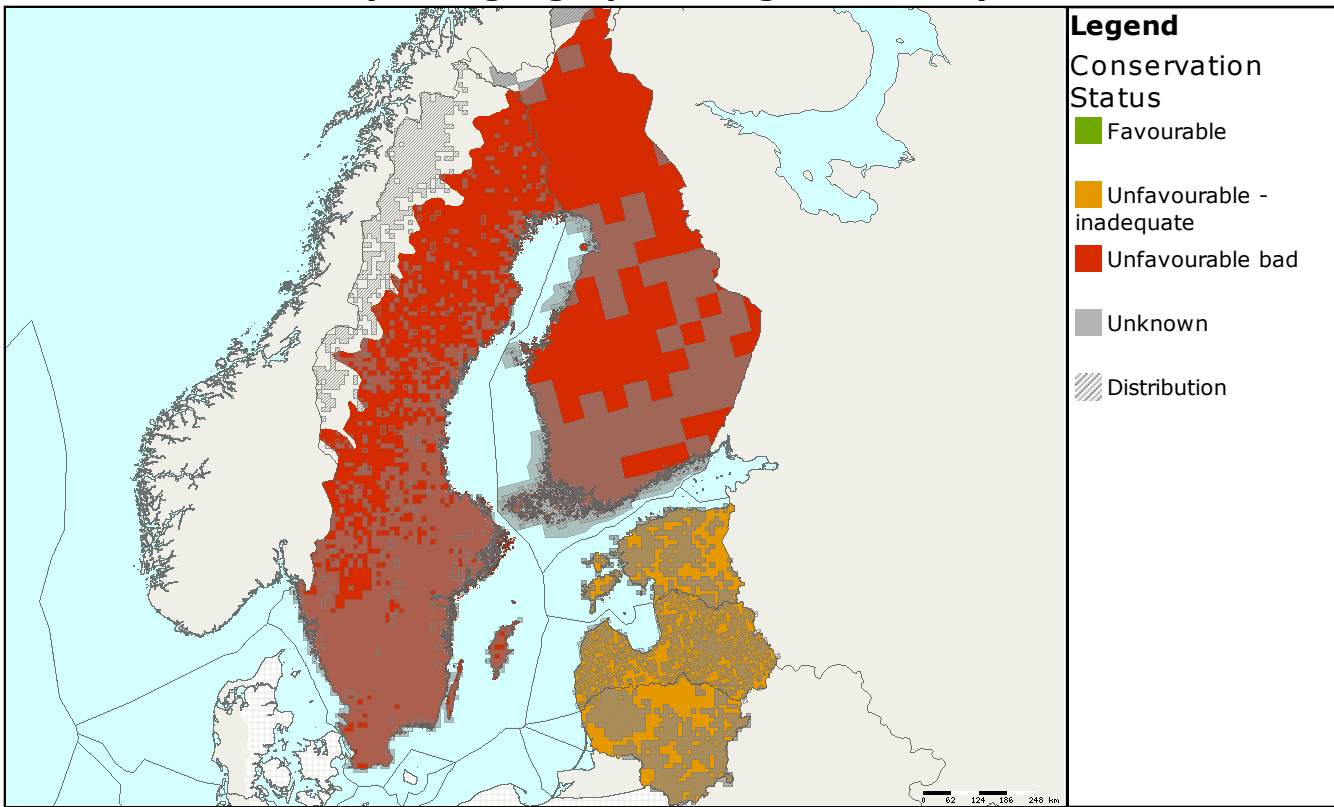 Legend
Conservation
Status
Favourable
Unfavourable -
inadequate
Unfavourable bad
Unknown
Distribution
0 62 124 186 248 km